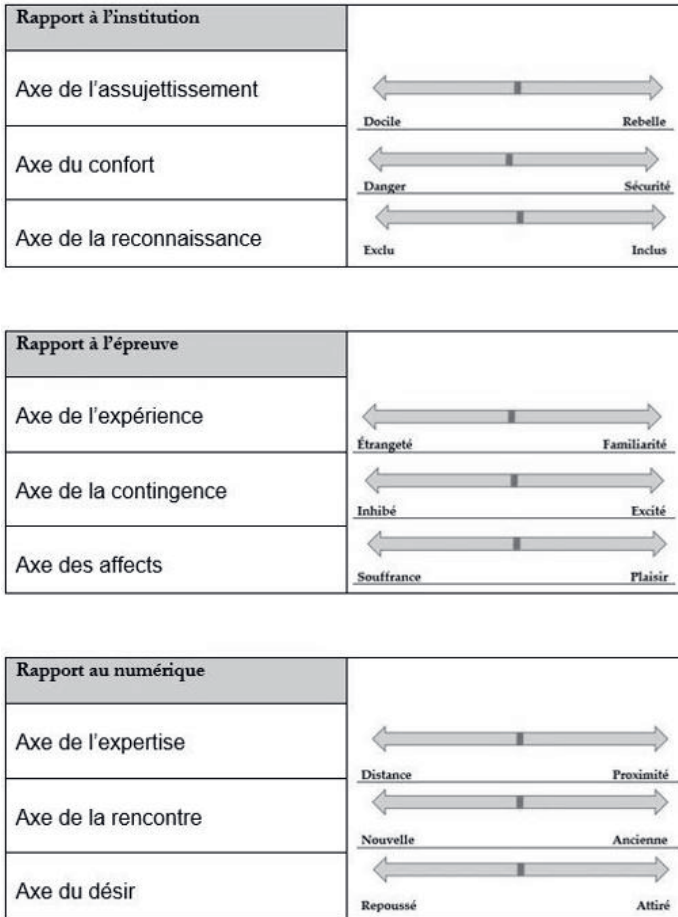 Rapport à l’institution
Axe de l’assujettissement
Docile Rebelle
Axe du confort
Danger Sécurité
Axe de la reconnaissance
Exclu Inclus
Rapport à l’épreuve
Axe de l’expérience
Étrangeté Familiarité
Axe de la contingence
Inhibé Excité
Axe des affects
Souffrance Plaisir
Rapport au numérique
Axe de l’expertise
Distance Proximité
Axe de la rencontre
Nouvelle Ancienne
Axe du désir
Repoussé Attiré